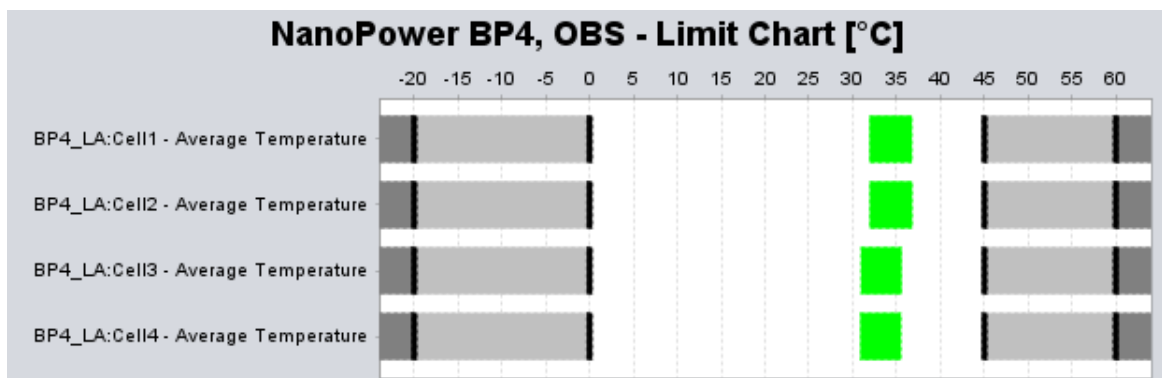 NanoPower BP4, OBS - Limit Chart [°C]
-20 -15 -10 -5 0 5 10 15 20 25 30 35 40 45 50 55 60
BP4_LA:Cell1 - Average Temperature
BP4_LA:Cell2 - Average Temperature
BP4_LA:Cell3 - Average Temperature
BP4_LA:Cell4 - Average Temperature